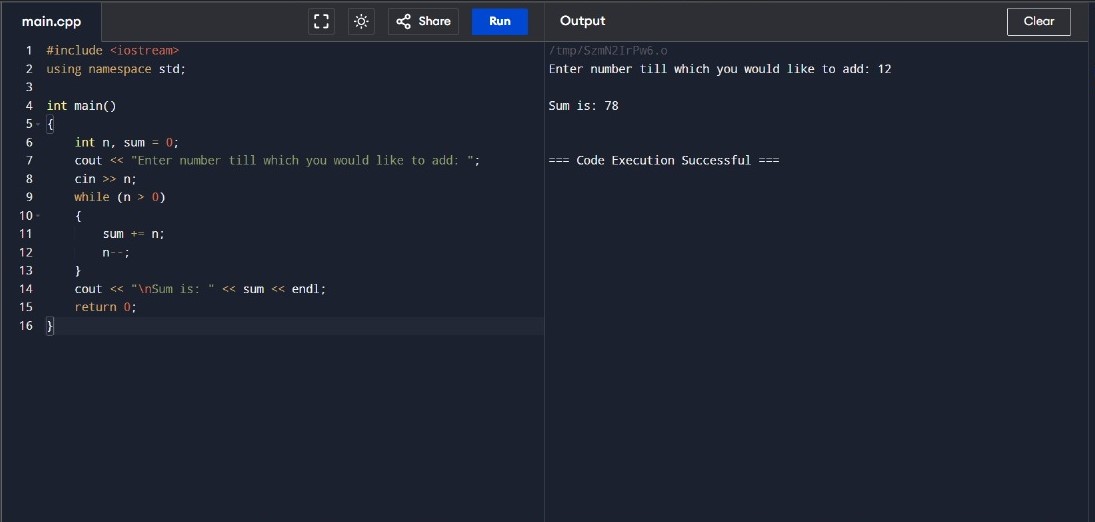 main.cpp
Share
Run
Output
Clear
1 #include <iostream>
2 using namespace std;
3
4 int main()
5 {
6     int n, sum = 0;
7     cout << "Enter number till which you would like to add: ";
8     cin >> n;
9     while (n > 0)
10     {
11         sum += n;
12         n--;
13     }
14     cout << "\nSum is: " << sum << endl;
15     return 0;
16 }
/tmp/SzmN2IrPw6.o
Enter number till which you would like to add: 12
Sum is: 78
=== Code Execution Successful ===